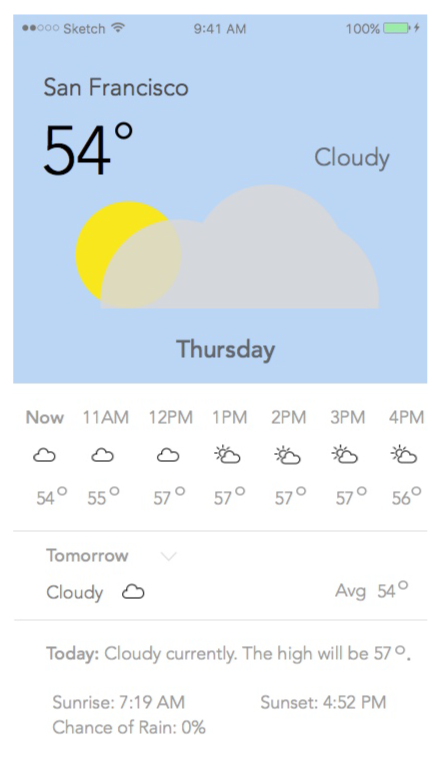 Sketch 9:41 AM 100%
San Francisco
54°
Cloudy
Thursday
Now 11AM 12PM 1PM 2PM 3PM 4PM
54° 55° 57° 57° 57° 57° 56°
Tomorrow
Cloudy Avg 54°
Today: Cloudy currently. The high will be 57°.
Sunrise: 7:19 AM Sunset: 4:52 PM
Chance of Rain: 0%